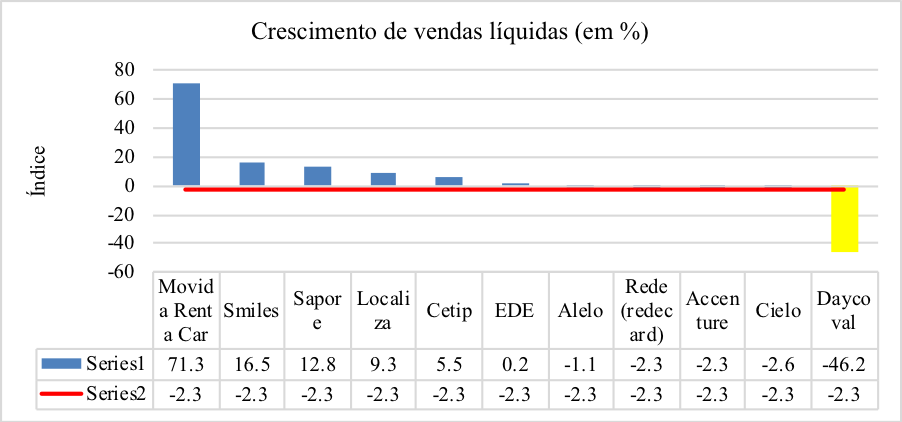 Crescimento de vendas líquidas (em %)
Índice
80
60
40
20
0
-20
-40
-60
Movid
a Rent
a Car
Smiles
Sapor
e
Locali
za
Cetip
EDE
Alelo
Rede
(redec
ard)
Accen
ture
Cielo
Dayco
val
Series1 71.3 16.5 12.8 9.3 5.5 0.2 -1.1 -2.3 -2.3 -2.6 -46.2
Series2 -2.3 -2.3 -2.3 -2.3 -2.3 -2.3 -2.3 -2.3 -2.3 -2.3 -2.3